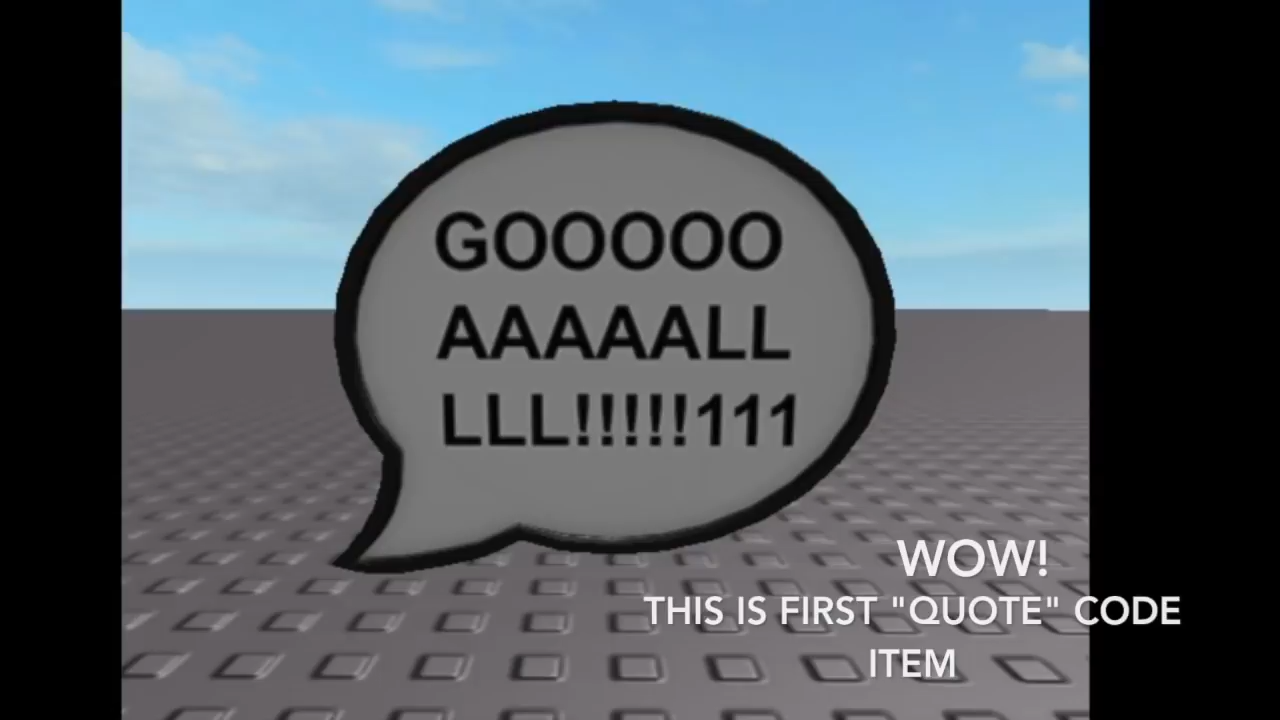 GOOOOO
AAAAALL
LLL!!!!!111
WOW!
THIS IS FIRST "QUOTE" CODE
ITEM